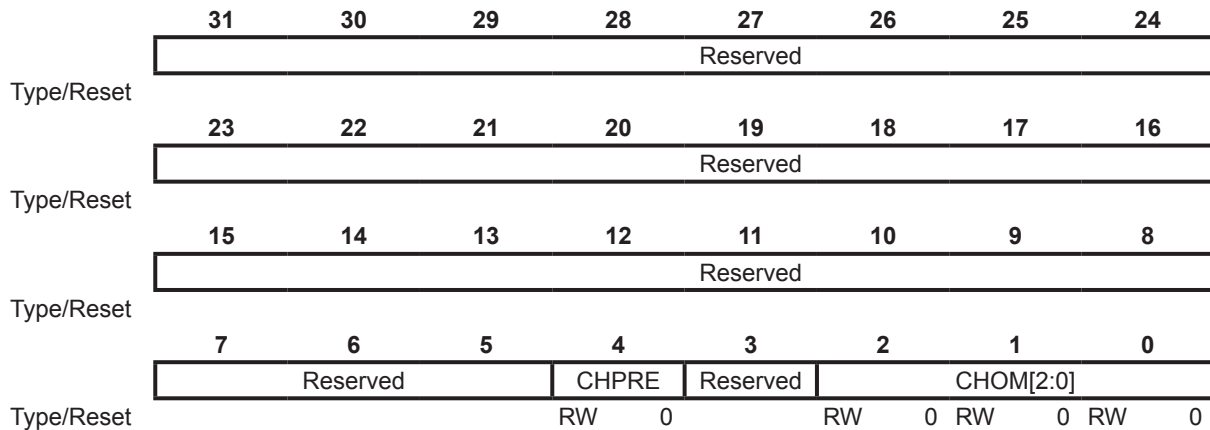 31 30 29 28 27 26 25 24
Reserved
Type/Reset
23 22 21 20 19 18 17 16
Reserved
Type/Reset
15 14 13 12 11 10 9 8
Reserved
Type/Reset
7 6 5 4 3 2 1 0
Reserved CHPRE Reserved CHOM[2:0]
Type/Reset RW 0 RW 0 RW 0 RW 0